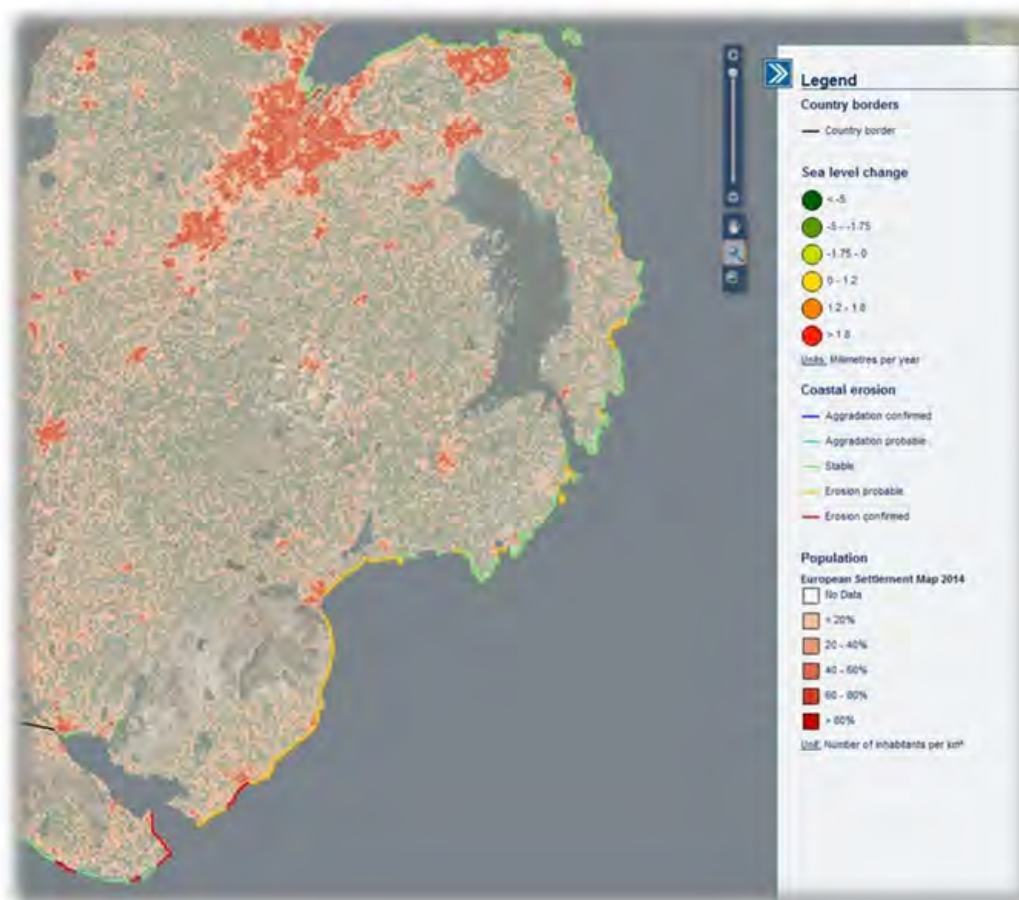 Legend
Country borders
Country border
Sea level change
< -5
-5 - -1.75
-1.75 - 0
0 - 1.2
1.2 - 1.8
> 1.8
Units: Milimetres per year
Coastal erosion
Aggradation confirmed
Aggradation probable
Stable
Erosion probable
Erosion confirmed
Population
European Settlement Map 2014
No Data
< 20%
20 - 40%
40 - 60%
60 - 80%
> 80%
Unit: Number of inhabitants per km²